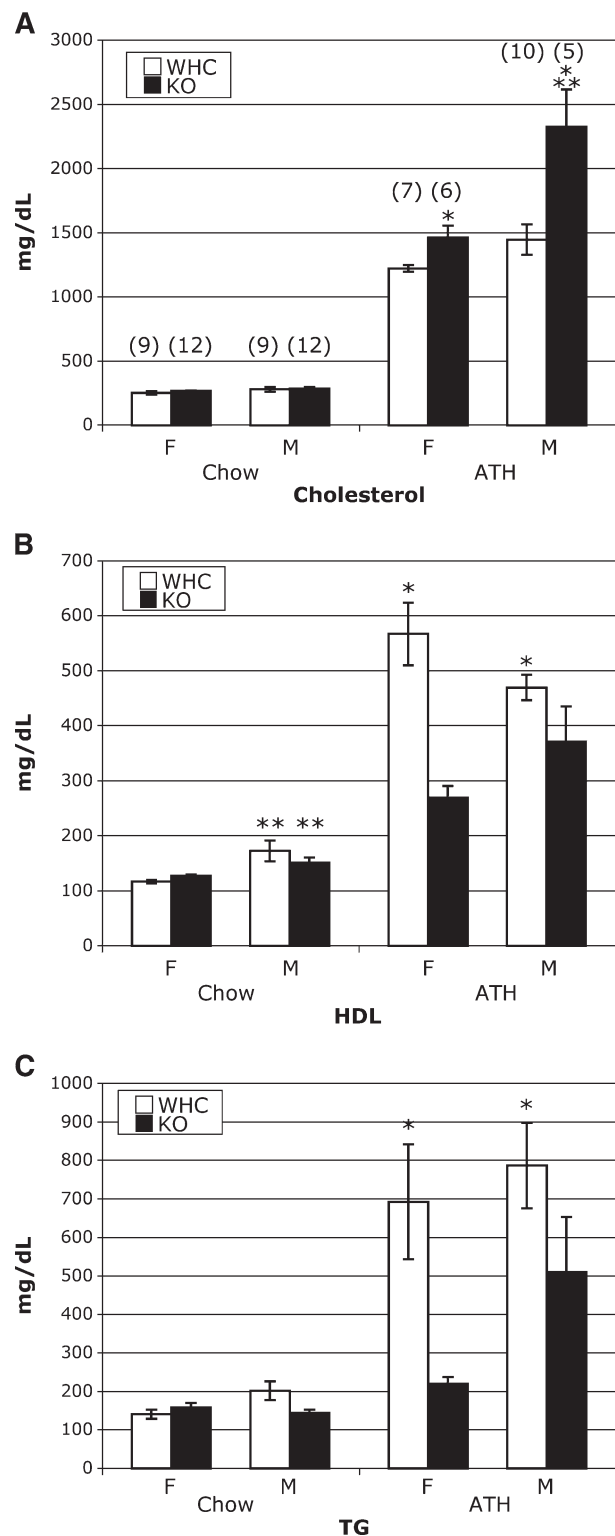 A
3000
2500
2000
1500
1000
500
0
mg/dL
WHC
KO
(10) (5)
*
**
(7) (6)
*
(9) (12) (9) (12)
F M F M
Chow ATH
Cholesterol
B
700
600
500
400
300
200
100
0
mg/dL
WHC
KO
*
*
** **
F M F M
Chow ATH
HDL
C
1000
900
800
700
600
500
400
300
200
100
0
mg/dL
WHC
KO
*
*
F M F M
Chow ATH
TG